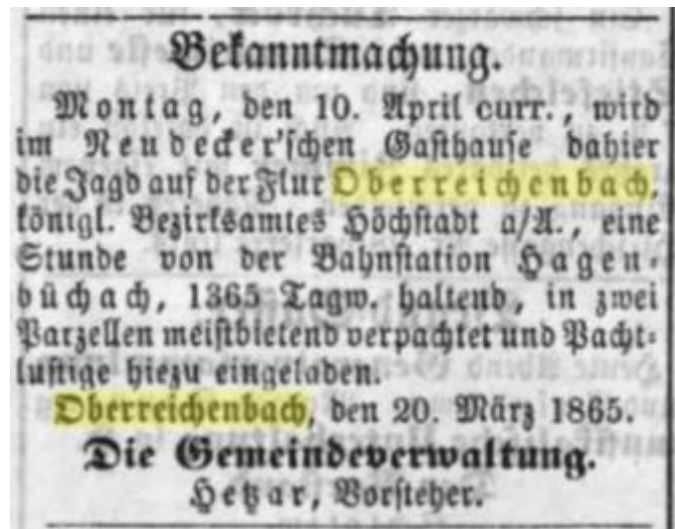 Bekanntmachung.
Montag, den 10. April curr., wird
im Neudecker'schen Gasthause dahier
die Jagd auf der Flur Oberreichenbach,
königl. Bezirksamtes Höchstadt a/A., eine
Stunde von der Bahnstation Hagen-
büchach, 1365 Tagw. haltend, in zwei
Parzellen meistbietend verpachtet und Pacht-
lustige hiezu eingeladen.
Oberreichenbach, den 20. März 1865.
Die Gemeindeverwaltung.
Hetzar, Vorsteher.